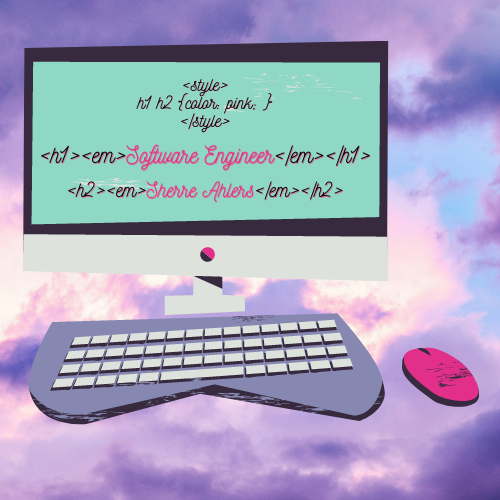 <style>
h1 h2 {color: pink; }
</style>
<h1><em>Software Engineer</em></h1>
<h2><em>Sherre Ahlers</em></h2>